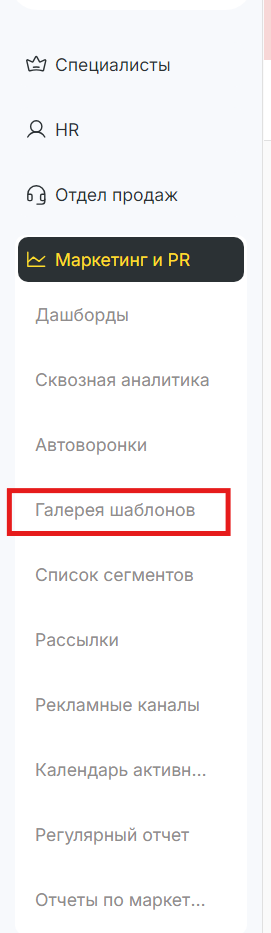 Специалисты
HR
Отдел продаж
Маркетинг и PR
Дашборды
Сквозная аналитика
Автоворонки
Галерея шаблонов
Список сегментов
Рассылки
Рекламные каналы
Календарь активн...
Регулярный отчет
Отчеты по маркет...